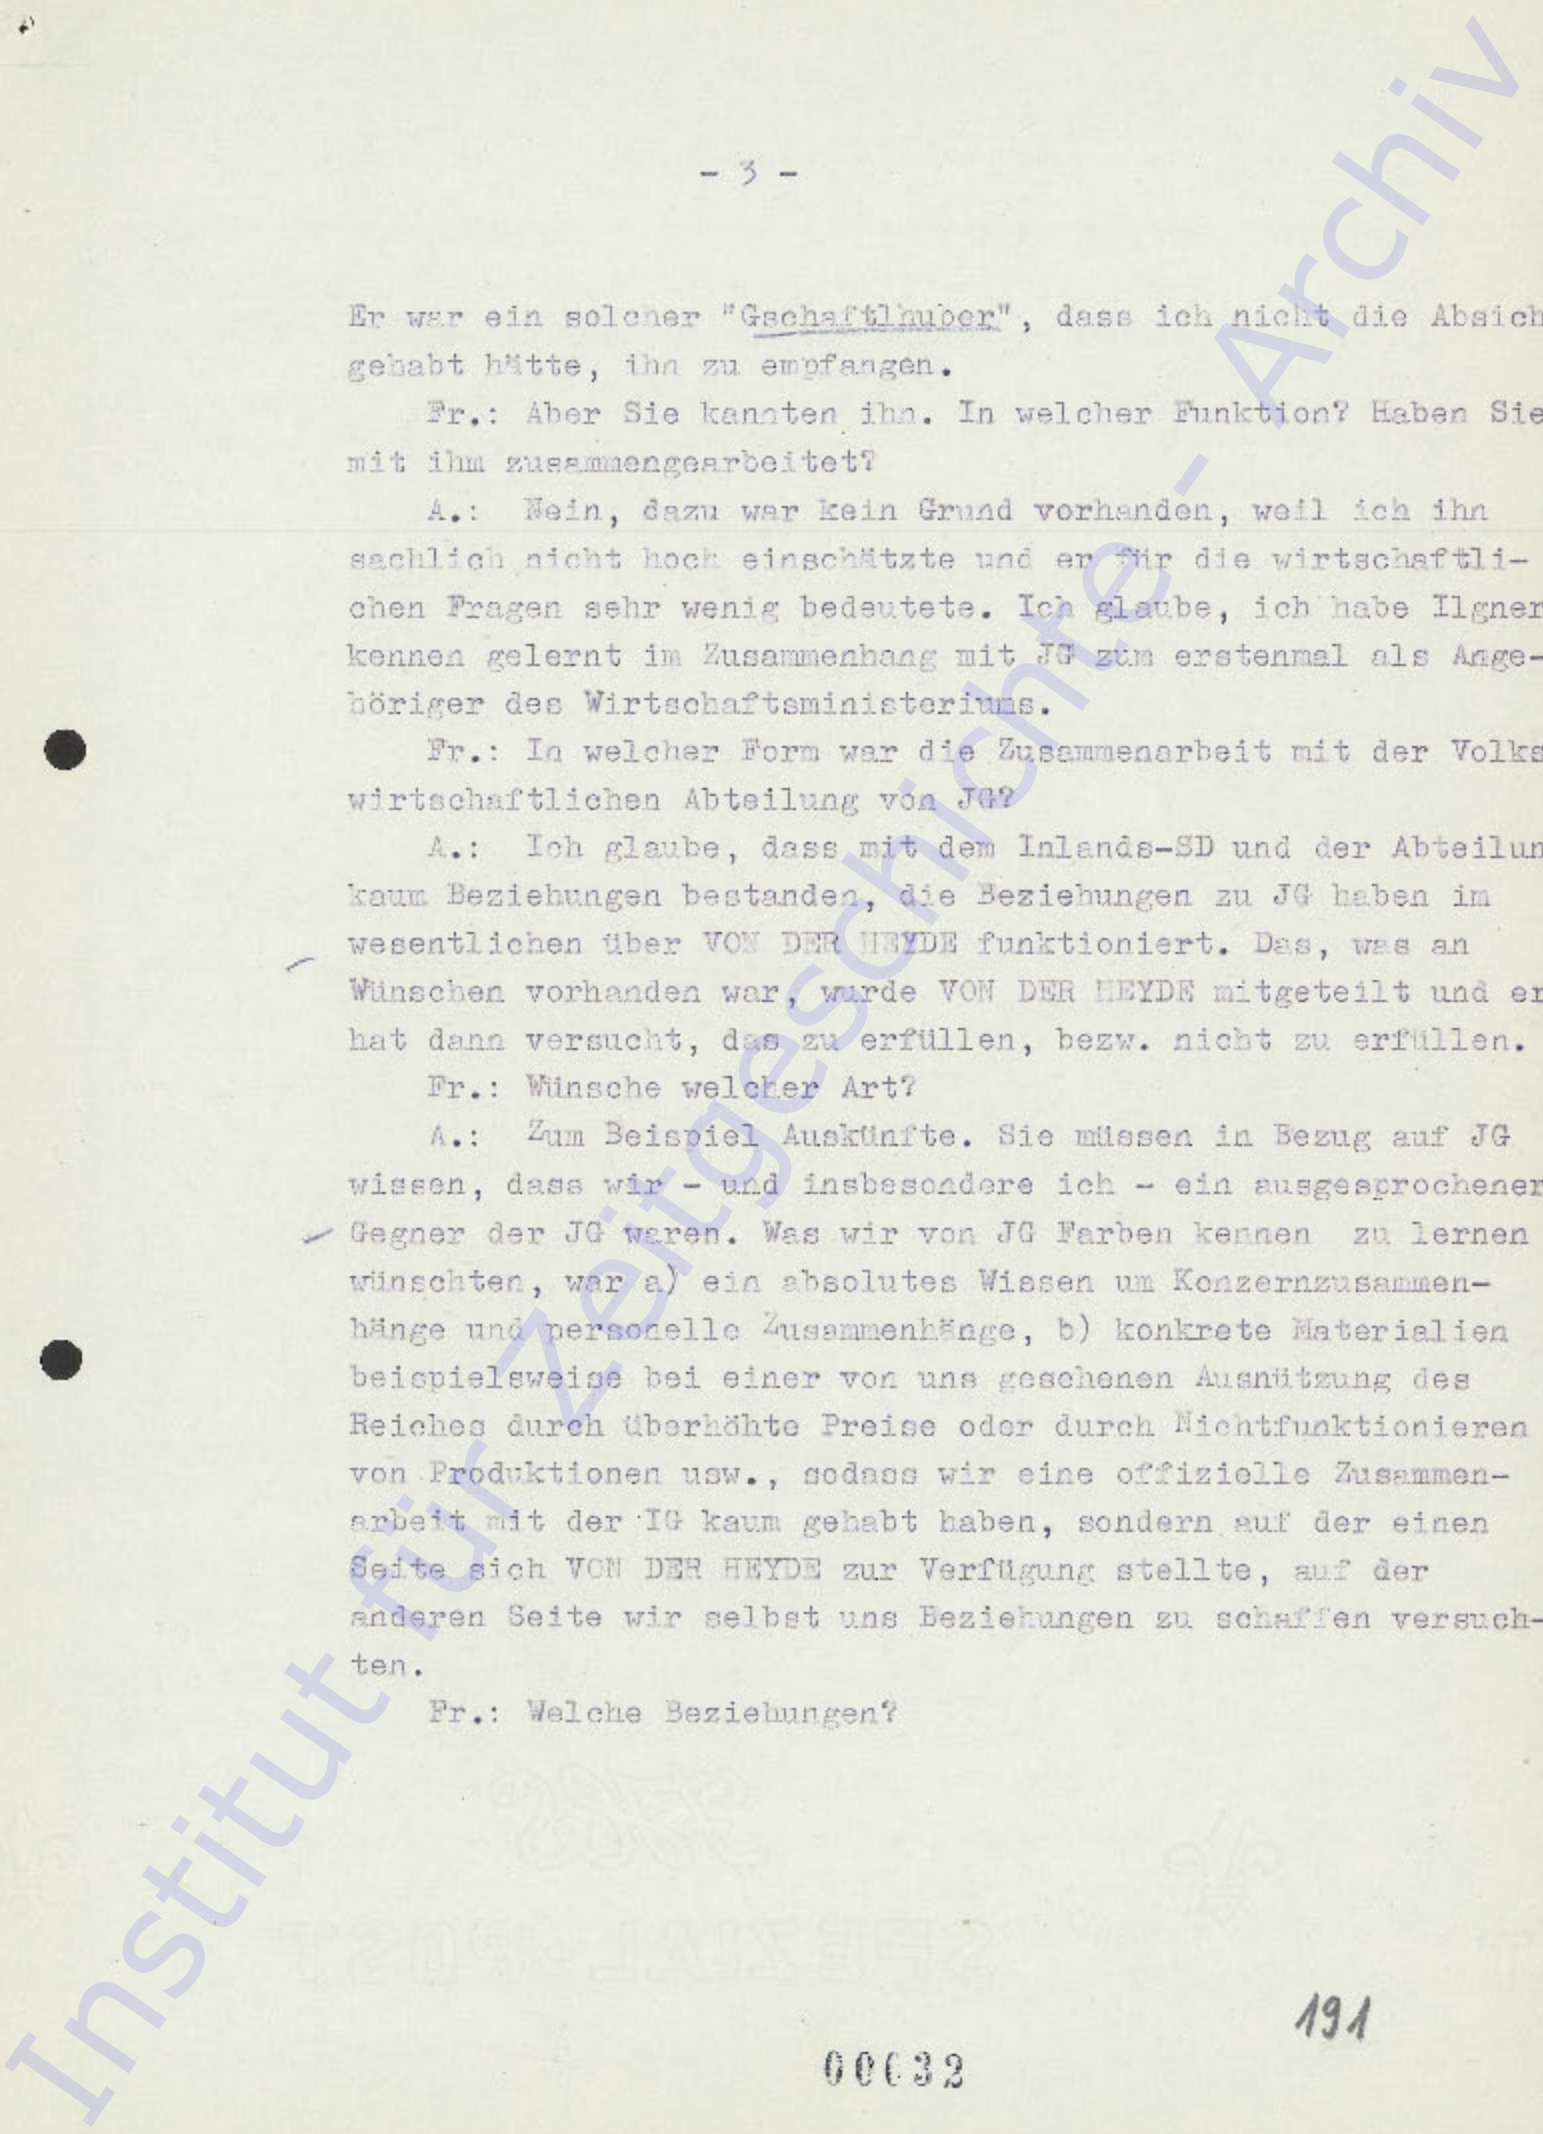 - 3 -
Er war ein solcher "Gschaftlhuber", dass ich nicht die Absich
gehabt hätte, ihn zu empfangen.
Fr.: Aber Sie kannten ihn. In welcher Funktion? Haben Sie
mit ihm zusammengearbeitet?
A.: Nein, dazu war kein Grund vorhanden, weil ich ihn
sachlich nicht hoch einschätzte und er für die wirtschaftli-
chen Fragen sehr wenig bedeutete. Ich glaube, ich habe Ilgner
kennen gelernt im Zusammenhang mit JG zum erstenmal als Ange-
höriger des Wirtschaftsministeriums.
Fr.: In welcher Form war die Zusammenarbeit mit der Volks
wirtschaftlichen Abteilung von JG?
A.: Ich glaube, dass mit dem Inlands-SD und der Abteilun
kaum Beziehungen bestanden, die Beziehungen zu JG haben im
wesentlichen über VON DER HEYDE funktioniert. Das, was an
Wünschen vorhanden war, wurde VON DER HEYDE mitgeteilt und er
hat dann versucht, das zu erfüllen, bezw. nicht zu erfüllen.
Fr.: Wünsche welcher Art?
A.: Zum Beispiel Auskünfte. Sie müssen in Bezug auf JG
wissen, dass wir - und insbesondere ich - ein ausgesprochener
Gegner der JG waren. Was wir von JG Farben kennen zu lernen
wünschten, war a) ein absolutes Wissen um Konzernzusammen-
hänge und personelle Zusammenhänge, b) konkrete Materialien
beispielsweise bei einer von uns gesehenen Ausnützung des
Reiches durch überhöhte Preise oder durch Nichtfunktionieren
von Produktionen usw., sodass wir eine offizielle Zusammen-
arbeit mit der IG kaum gehabt haben, sondern auf der einen
Seite sich VON DER HEYDE zur Verfügung stellte, auf der
anderen Seite wir selbst uns Beziehungen zu schaffen versuch-
ten.
Fr.: Welche Beziehungen?
191
00032
Institut für Zeitgeschichte - Archiv